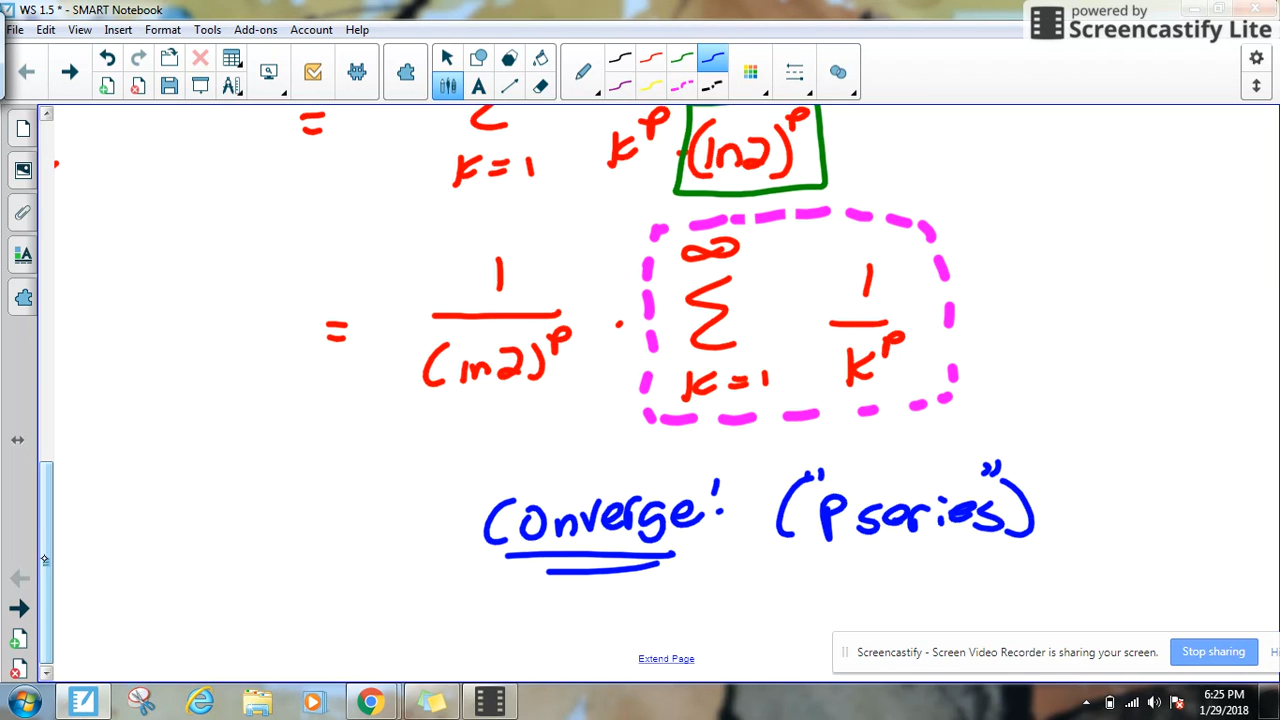 WS 1.5 * - SMART Notebook
powered by
Screencastify Lite
File Edit View Insert Format Tools Add-ons Account Help
= Σ
K = 1 K^p · (ln2)^p
= 1 / (ln2)^p · ∞ Σ K = 1 1 / K^p
Converge! ("P series")
Extend Page
Screencastify - Screen Video Recorder is sharing your screen. Stop sharing Hi
6:25 PM
1/29/2018